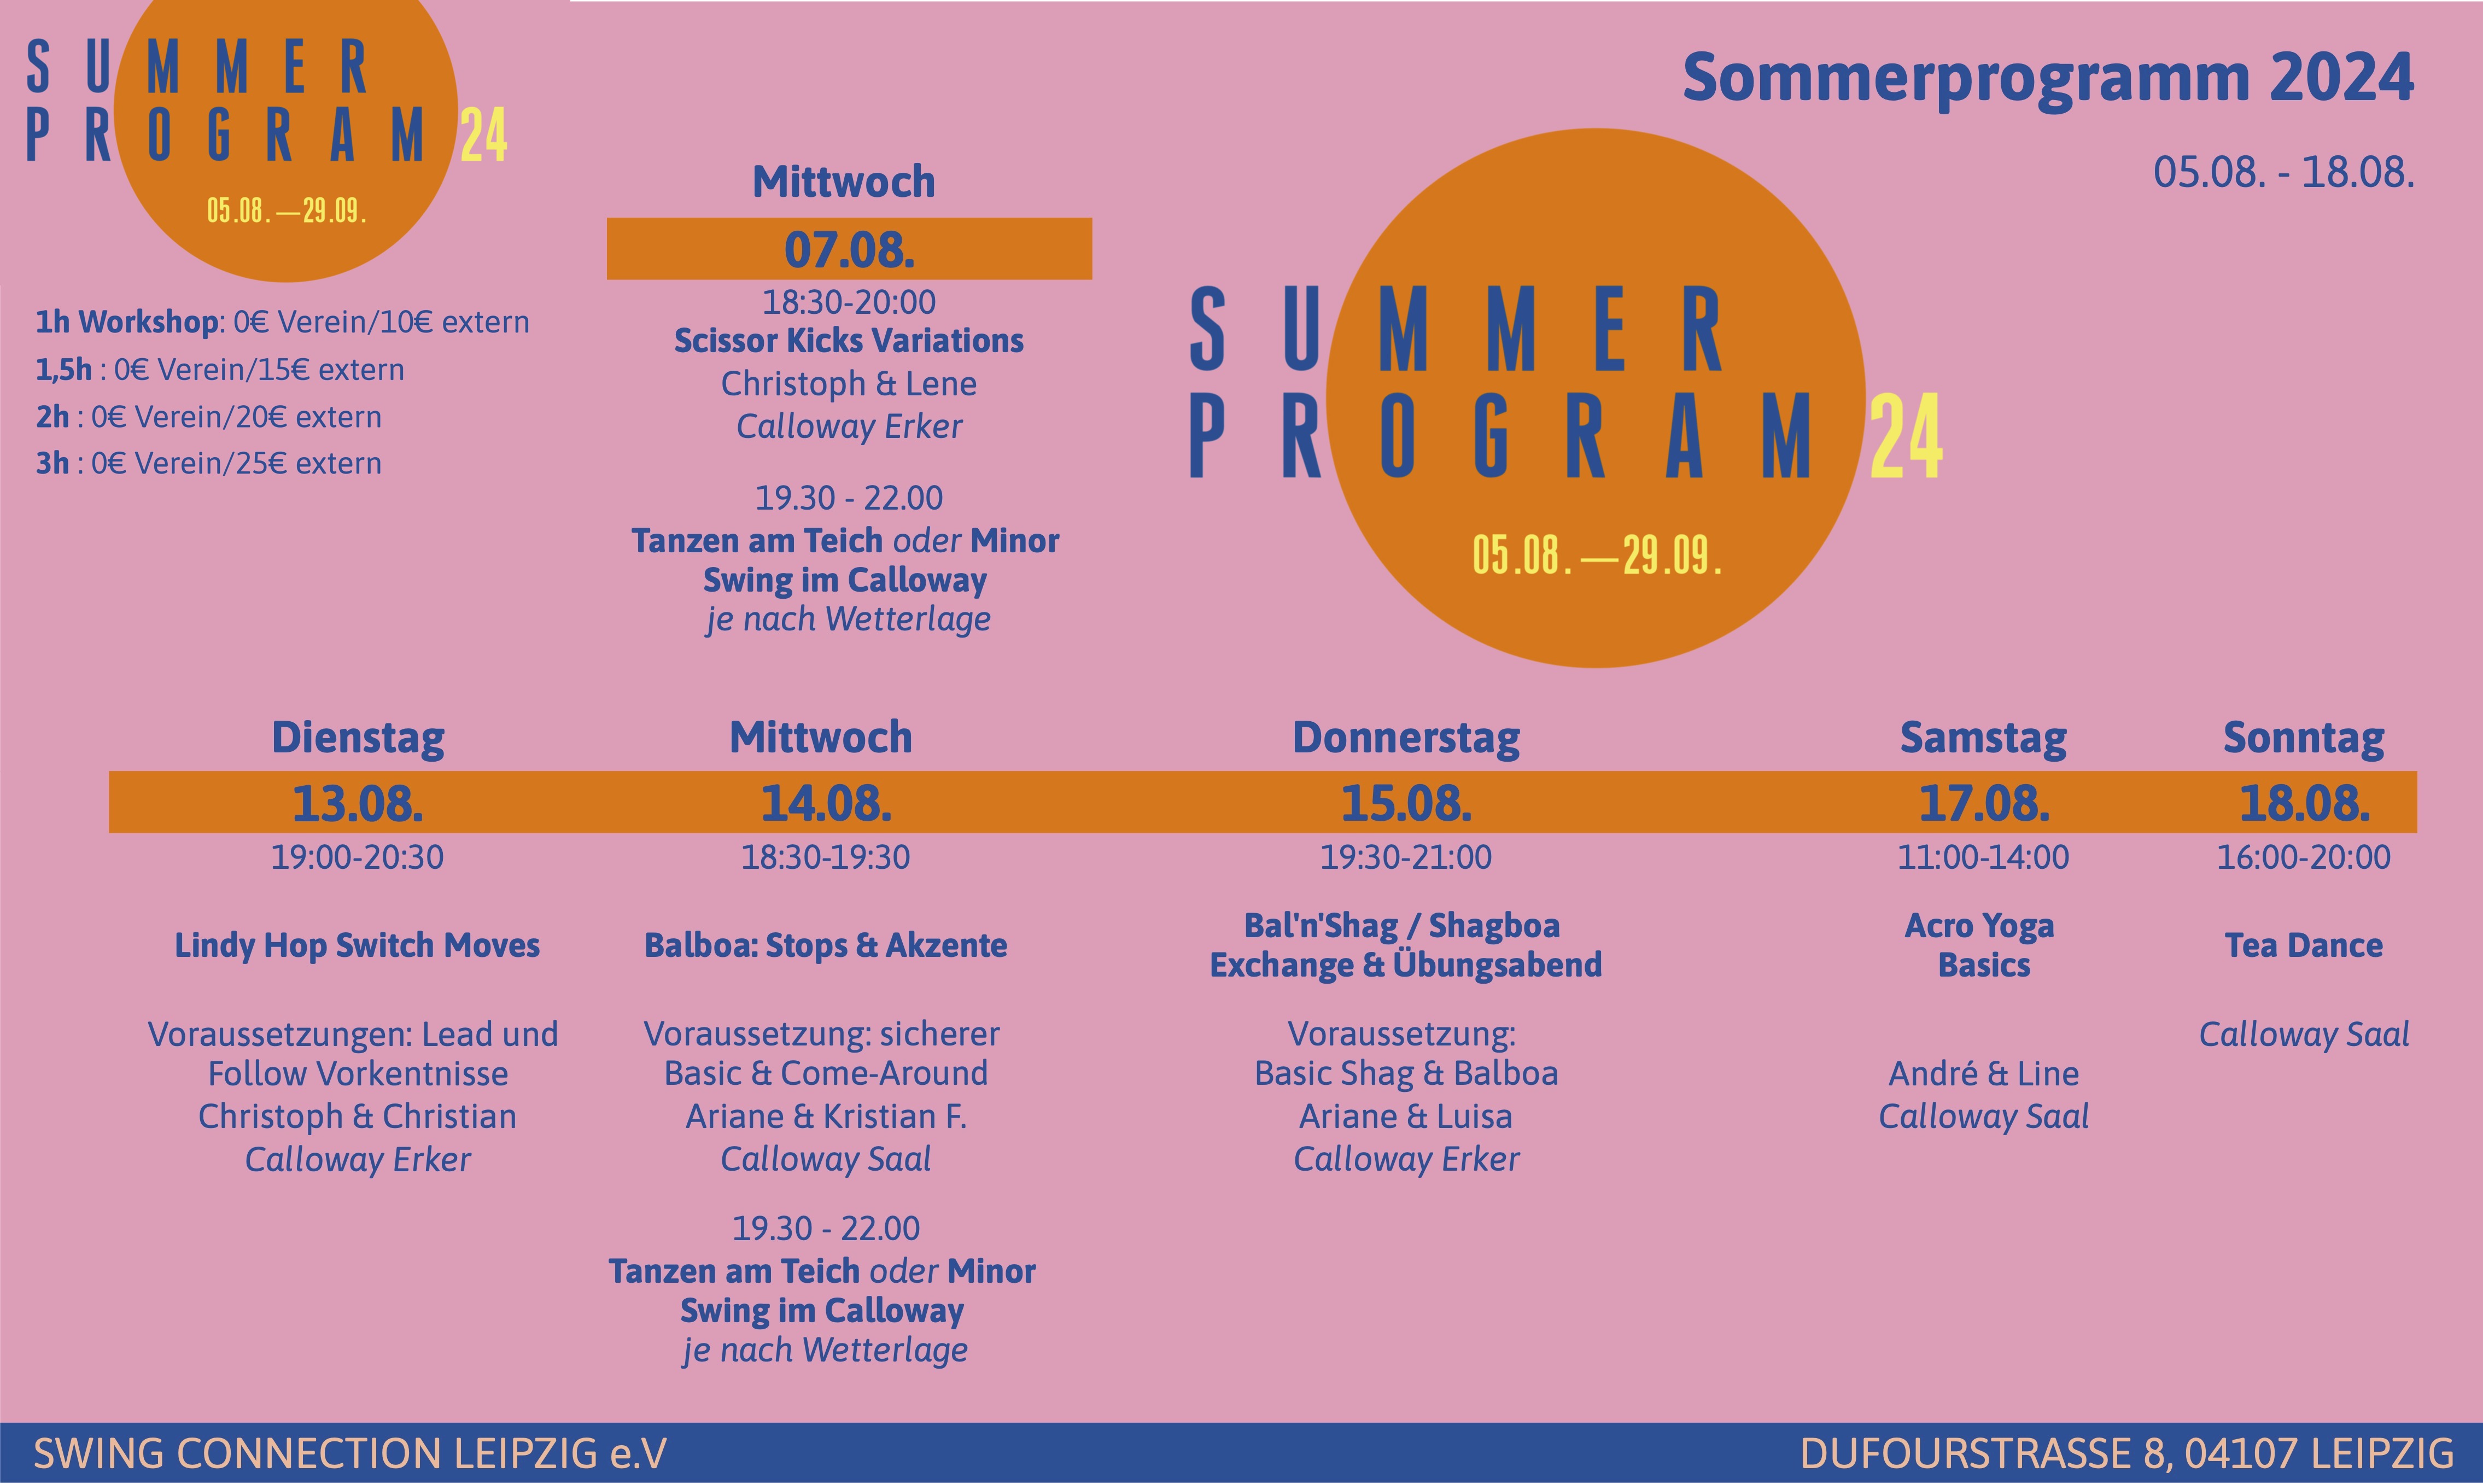 SUMMER
PROGRAM 24
05.08.—29.09.
1h Workshop: 0€ Verein/10€ extern
1,5h : 0€ Verein/15€ extern
2h : 0€ Verein/20€ extern
3h : 0€ Verein/25€ extern
Mittwoch
07.08.
18:30-20:00
Scissor Kicks Variations
Christoph & Lene
Calloway Erker
19.30 - 22.00
Tanzen am Teich oder Minor
Swing im Calloway
je nach Wetterlage
Sommerprogramm 2024
05.08. - 18.08.
SUMMER
PROGRAM 24
05.08.—29.09.
Dienstag
13.08.
19:00-20:30
Lindy Hop Switch Moves
Voraussetzungen: Lead und
Follow Vorkentnisse
Christoph & Christian
Calloway Erker
Mittwoch
14.08.
18:30-19:30
Balboa: Stops & Akzente
Voraussetzung: sicherer
Basic & Come-Around
Ariane & Kristian F.
Calloway Saal
19.30 - 22.00
Tanzen am Teich oder Minor
Swing im Calloway
je nach Wetterlage
Donnerstag
15.08.
19:30-21:00
Bal'n'Shag / Shagboa
Exchange & Übungsabend
Voraussetzung:
Basic Shag & Balboa
Ariane & Luisa
Calloway Erker
Samstag
17.08.
11:00-14:00
Acro Yoga
Basics
André & Line
Calloway Saal
Sonntag
18.08.
16:00-20:00
Tea Dance
Calloway Saal
SWING CONNECTION LEIPZIG e.V
DUFOURSTRASSE 8, 04107 LEIPZIG